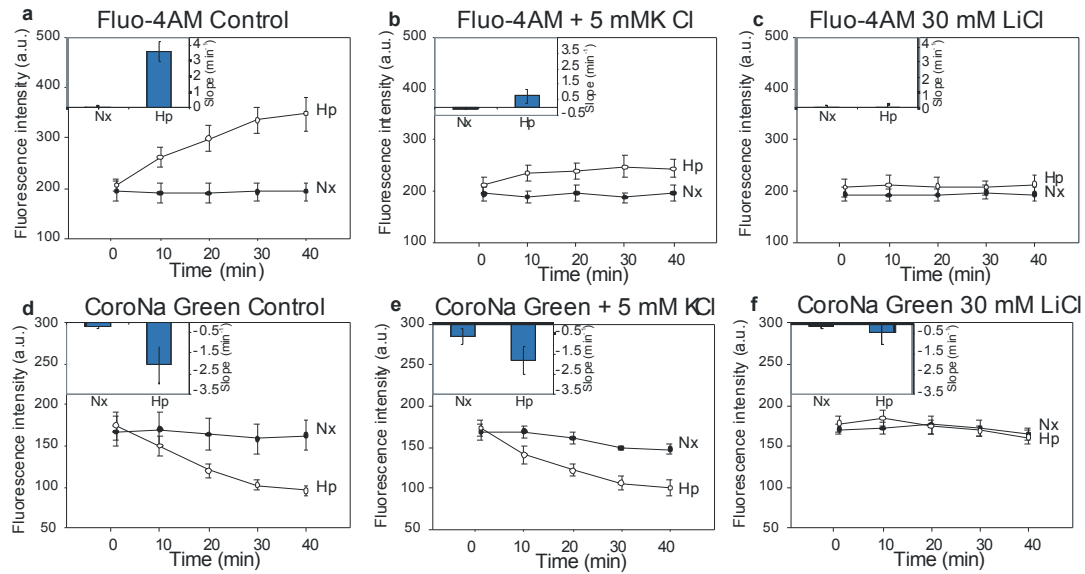 a Fluo-4AM Control
500
400
300
200
100
Fluorescence intensity (a.u.)
4
3
2
1
0
Slope (min⁻¹)
Nx Hp
Hp
Nx
0 10 20 30 40
Time (min)
b Fluo-4AM + 5 mMK Cl
500
400
300
200
100
Fluorescence intensity (a.u.)
3.5
2.5
1.5
0.5
-0.5
Slope (min⁻¹)
Nx Hp
Hp
Nx
0 10 20 30 40
Time (min)
c Fluo-4AM 30 mM LiCl
500
400
300
200
100
Fluorescence intensity (a.u.)
4
3
2
1
0
Slope (min⁻¹)
Nx Hp
Hp
Nx
0 10 20 30 40
Time (min)
d CoroNa Green Control
300
250
200
150
100
50
Fluorescence intensity (a.u.)
-0.5
-1.5
-2.5
-3.5
Slope (min⁻¹)
Nx Hp
Nx
Hp
0 10 20 30 40
Time (min)
e CoroNa Green + 5 mM KCl
300
250
200
150
100
50
Fluorescence intensity (a.u.)
-0.5
-1.5
-2.5
-3.5
Slope (min⁻¹)
Nx Hp
Nx
Hp
0 10 20 30 40
Time (min)
f CoroNa Green 30 mM LiCl
300
250
200
150
100
50
Fluorescence intensity (a.u.)
-0.5
-1.5
-2.5
-3.5
Slope (min⁻¹)
Nx Hp
Nx
Hp
0 10 20 30 40
Time (min)